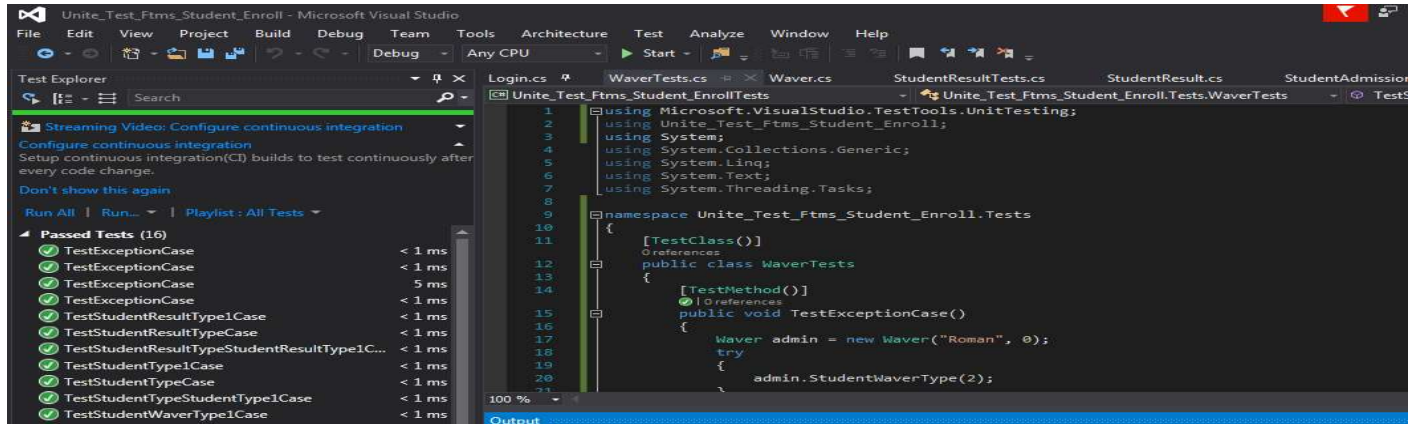 Unite_Test_Ftms_Student_Enroll - Microsoft Visual Studio
File Edit View Project Build Debug Team Tools Architecture Test Analyze Window Help
Debug Any CPU Start
Test Explorer
Search
Streaming Video: Configure continuous integration
Configure continuous integration
Setup continuous integration(CI) builds to test continuously after
every code change.
Don't show this again
Run All | Run... | Playlist : All Tests
Passed Tests (16)
TestExceptionCase < 1 ms
TestExceptionCase < 1 ms
TestExceptionCase 5 ms
TestExceptionCase < 1 ms
TestStudentResultType1Case < 1 ms
TestStudentResultTypeCase < 1 ms
TestStudentResultTypeStudentResultType1C... < 1 ms
TestStudentType1Case < 1 ms
TestStudentTypeCase < 1 ms
TestStudentTypeStudentType1Case < 1 ms
TestStudentWaverType1Case < 1 ms
Login.cs WaverTests.cs Waver.cs StudentResultTests.cs StudentResult.cs StudentAdmission
Unite_Test_Ftms_Student_EnrollTests Unite_Test_Ftms_Student_Enroll.Tests.WaverTests TestS
1 using Microsoft.VisualStudio.TestTools.UnitTesting;
2 using Unite_Test_Ftms_Student_Enroll;
3 using System;
4 using System.Collections.Generic;
5 using System.Linq;
6 using System.Text;
7 using System.Threading.Tasks;
8
9 namespace Unite_Test_Ftms_Student_Enroll.Tests
10 {
11 [TestClass()]
0 references
12 public class WaverTests
13 {
14 [TestMethod()]
| 0 references
15 public void TestExceptionCase()
16 {
17 Waver admin = new Waver("Roman", 0);
18 try
19 {
20 admin.StudentWaverType(2);
21 }
100 %
Output